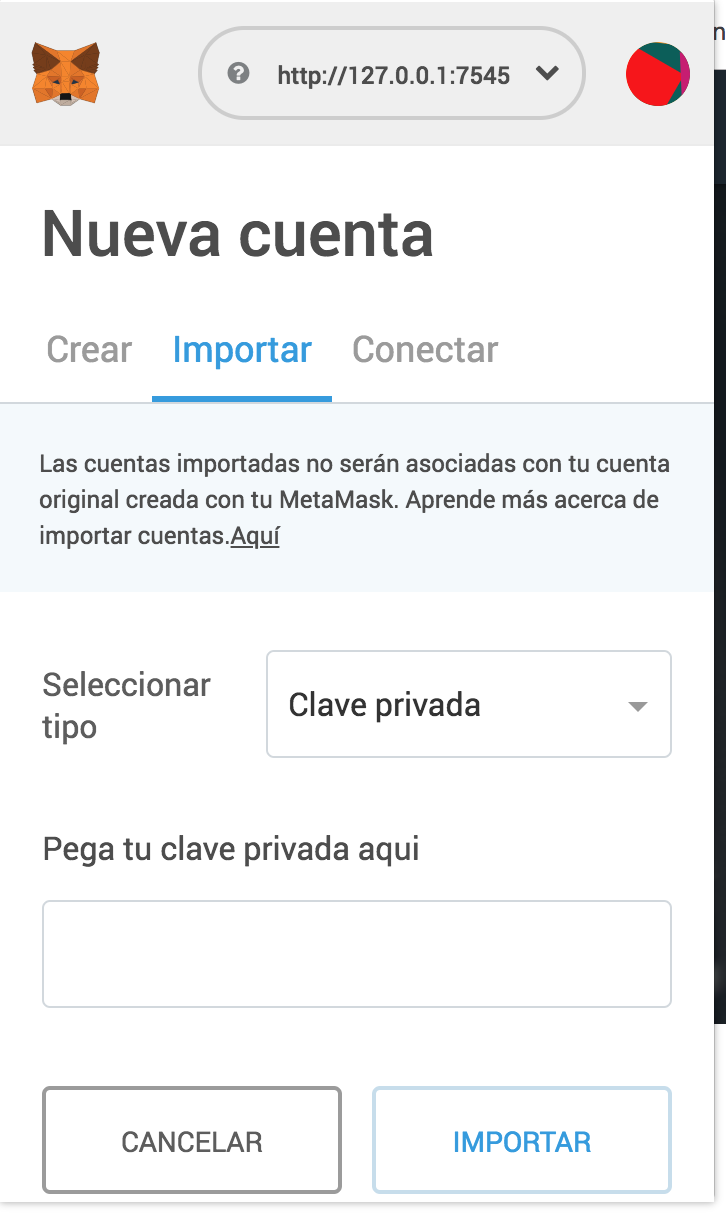 http://127.0.0.1:7545
Nueva cuenta
Crear Importar Conectar
Las cuentas importadas no serán asociadas con tu cuenta
original creada con tu MetaMask. Aprende más acerca de
importar cuentas.Aquí
Seleccionar
tipo
Clave privada
Pega tu clave privada aqui
CANCELAR
IMPORTAR